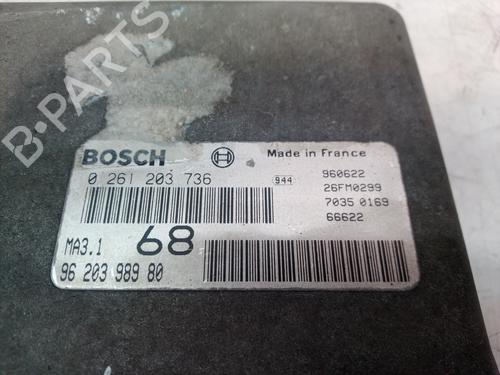 B-PARTS
BOSCH
Made in France
0 261 203 736
944
960622
26FM0299
7035 0169
66622
MA3.1
68
96 203 989 80